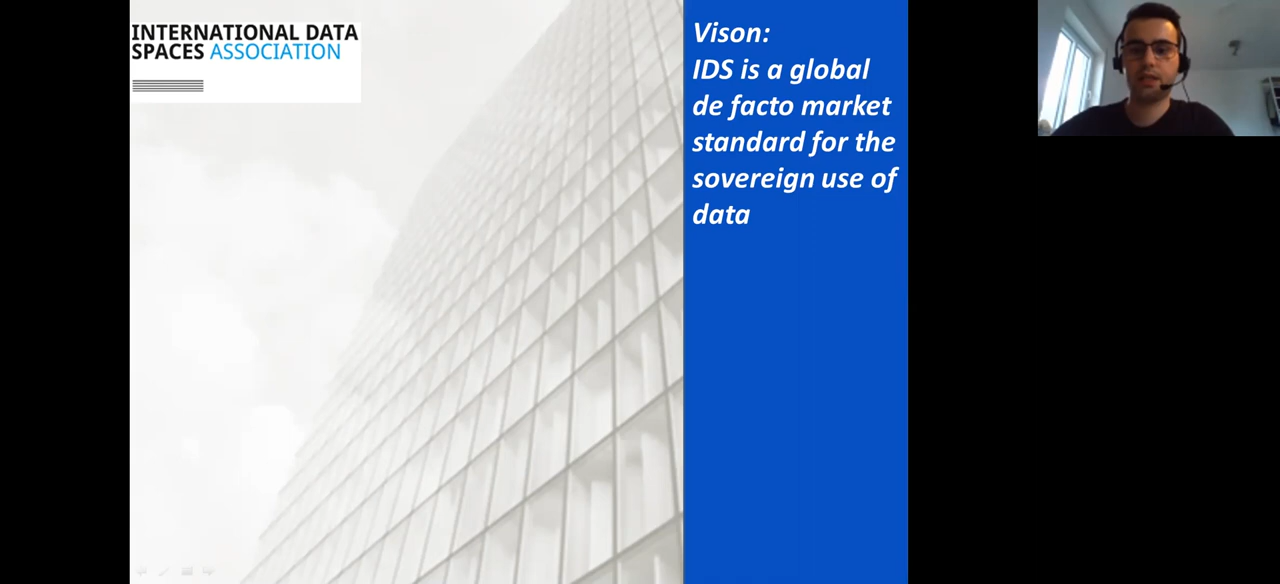 INTERNATIONAL DATA
SPACES ASSOCIATION
Vison:
IDS is a global
de facto market
standard for the
sovereign use of
data